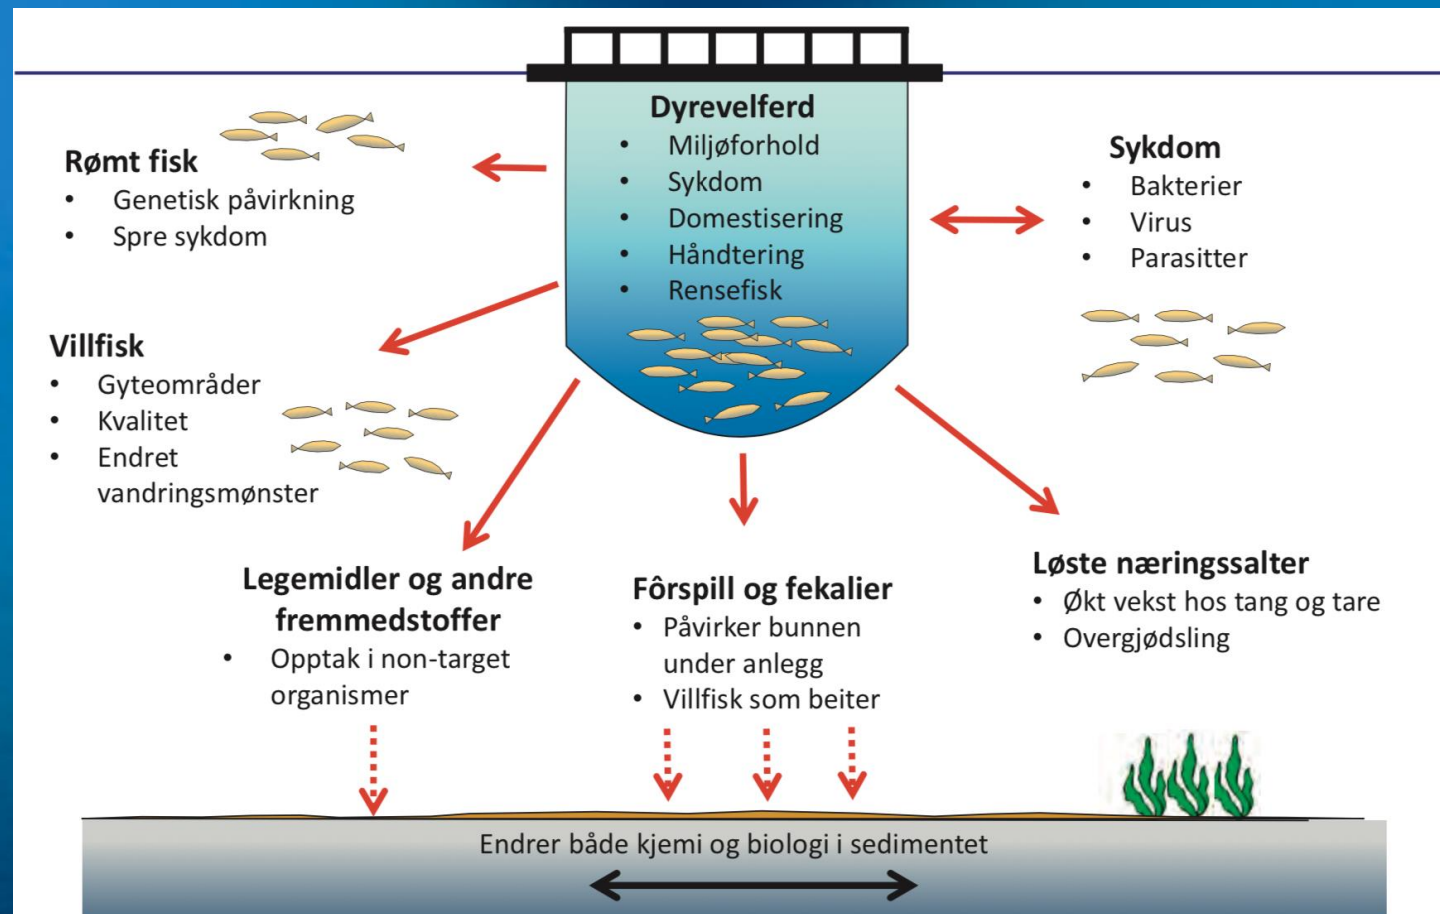 Dyrevelferd
• Miljøforhold
• Sykdom
• Domestisering
• Håndtering
• Rensefisk
Rømt fisk
• Genetisk påvirkning
• Spre sykdom
Sykdom
• Bakterier
• Virus
• Parasitter
Villfisk
• Gyteområder
• Kvalitet
• Endret
vandringsmønster
Legemidler og andre
fremmedstoffer
• Opptak i non-target
organismer
Fôrspill og fekalier
• Påvirker bunnen
under anlegg
• Villfisk som beiter
Løste næringssalter
• Økt vekst hos tang og tare
• Overgjødsling
Endrer både kjemi og biologi i sedimentet